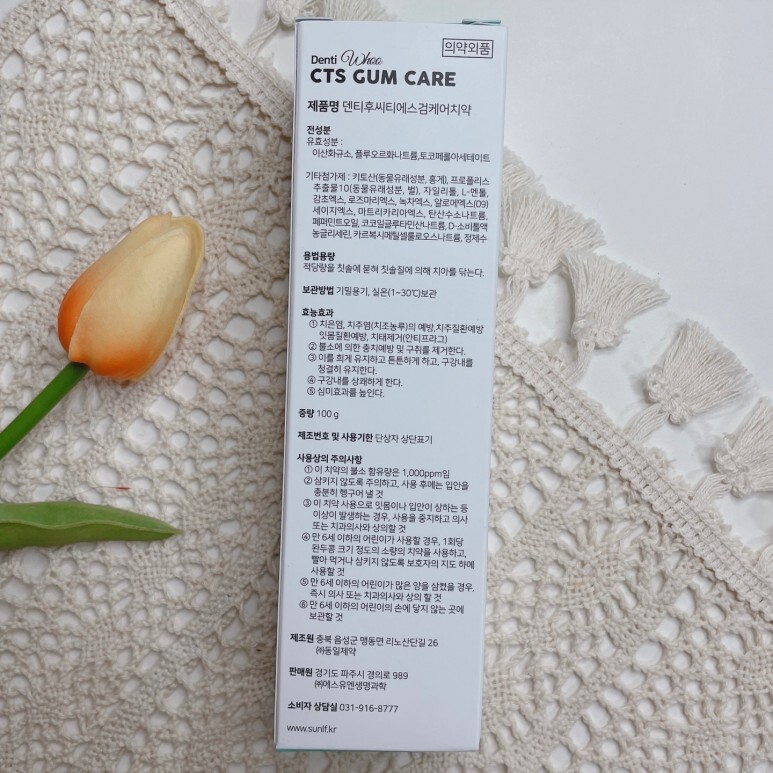 Denti Whoo
의약외품
CTS GUM CARE
제품명 덴티후씨티에스검케어치약
전성분
유효성분 :
이산화규소, 플루오르화나트륨,토코페롤아세테이트
기타첨가제 : 키토산(동물유래성분, 홍게), 프로폴리스
추출물10(동물유래성분, 벌), 자일리톨, L-멘톨,
감초엑스, 로즈마리엑스, 녹차엑스, 알로에엑스(09)
세이지엑스, 마트리카리아엑스, 탄산수소나트륨,
페퍼민트오일, 코코일글루타민산나트륨, D-소비톨액
농글리세린, 카르복시메틸셀룰로오스나트륨, 정제수
용법용량
적당량을 칫솔에 묻혀 칫솔질에 의해 치아를 닦는다.
보관방법 기밀용기, 실온(1~30℃)보관
효능효과
① 치은염, 치주염(치조농루)의 예방,치주질환예방
잇몸질환예방, 치태제거(안티프라그)
② 불소에 의한 충치예방 및 구취를 제거한다.
③ 이를 희게 유지하고 튼튼하게 하고, 구강내를
청결히 유지한다.
④ 구강내를 상쾌하게 한다.
⑤ 심미효과를 높인다.
중량 100 g
제조번호 및 사용기한 단상자 상단표기
사용상의 주의사항
① 이 치약의 불소 함유량은 1,000ppm임
② 삼키지 않도록 주의하고, 사용 후에는 입안을
충분히 헹구어 낼 것
③ 이 치약 사용으로 잇몸이나 입안이 상하는 등
이상이 발생하는 경우, 사용을 중지하고 의사
또는 치과의사와 상의할 것
④ 만 6세 이하의 어린이가 사용할 경우, 1회당
완두콩 크기 정도의 소량의 치약을 사용하고,
빨아 먹거나 삼키지 않도록 보호자의 지도 하에
사용할 것
⑤ 만 6세 이하의 어린이가 많은 양을 삼켰을 경우,
즉시 의사 또는 치과의사와 상의 할 것
⑥ 만 6세 이하의 어린이의 손에 닿지 않는 곳에
보관할 것
제조원 충북 음성군 맹동면 리노산단길 26
㈜동일제약
판매원 경기도 파주시 경의로 989
㈜에스유엔생명과학
소비자 상담실 031-916-8777
www.sunlf.kr